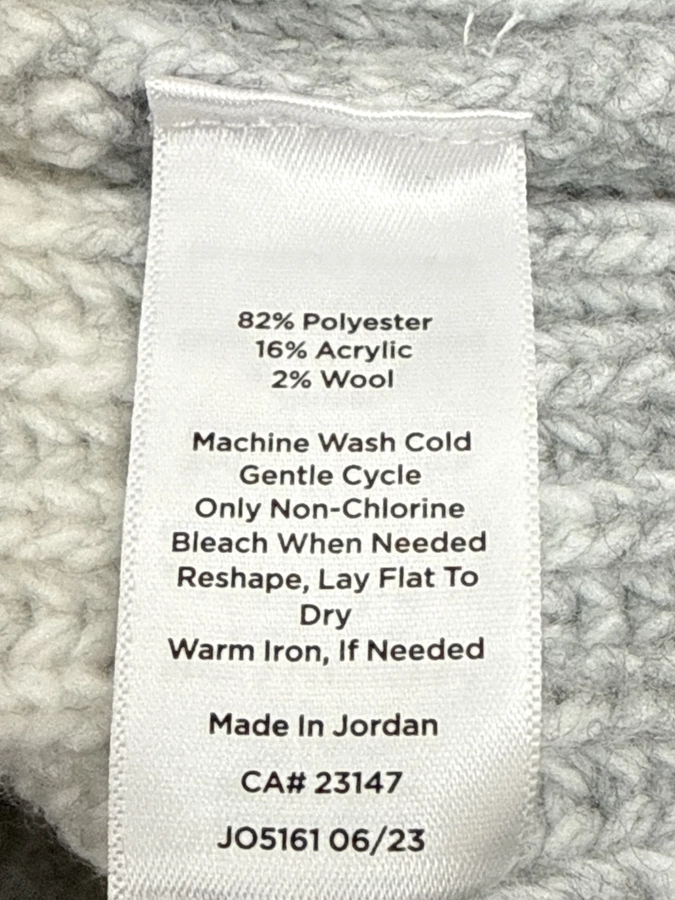 82% Polyester
16% Acrylic
2% Wool
Machine Wash Cold
Gentle Cycle
Only Non-Chlorine
Bleach When Needed
Reshape, Lay Flat To
Dry
Warm Iron, If Needed
Made In Jordan
CA# 23147
JO5161 06/23